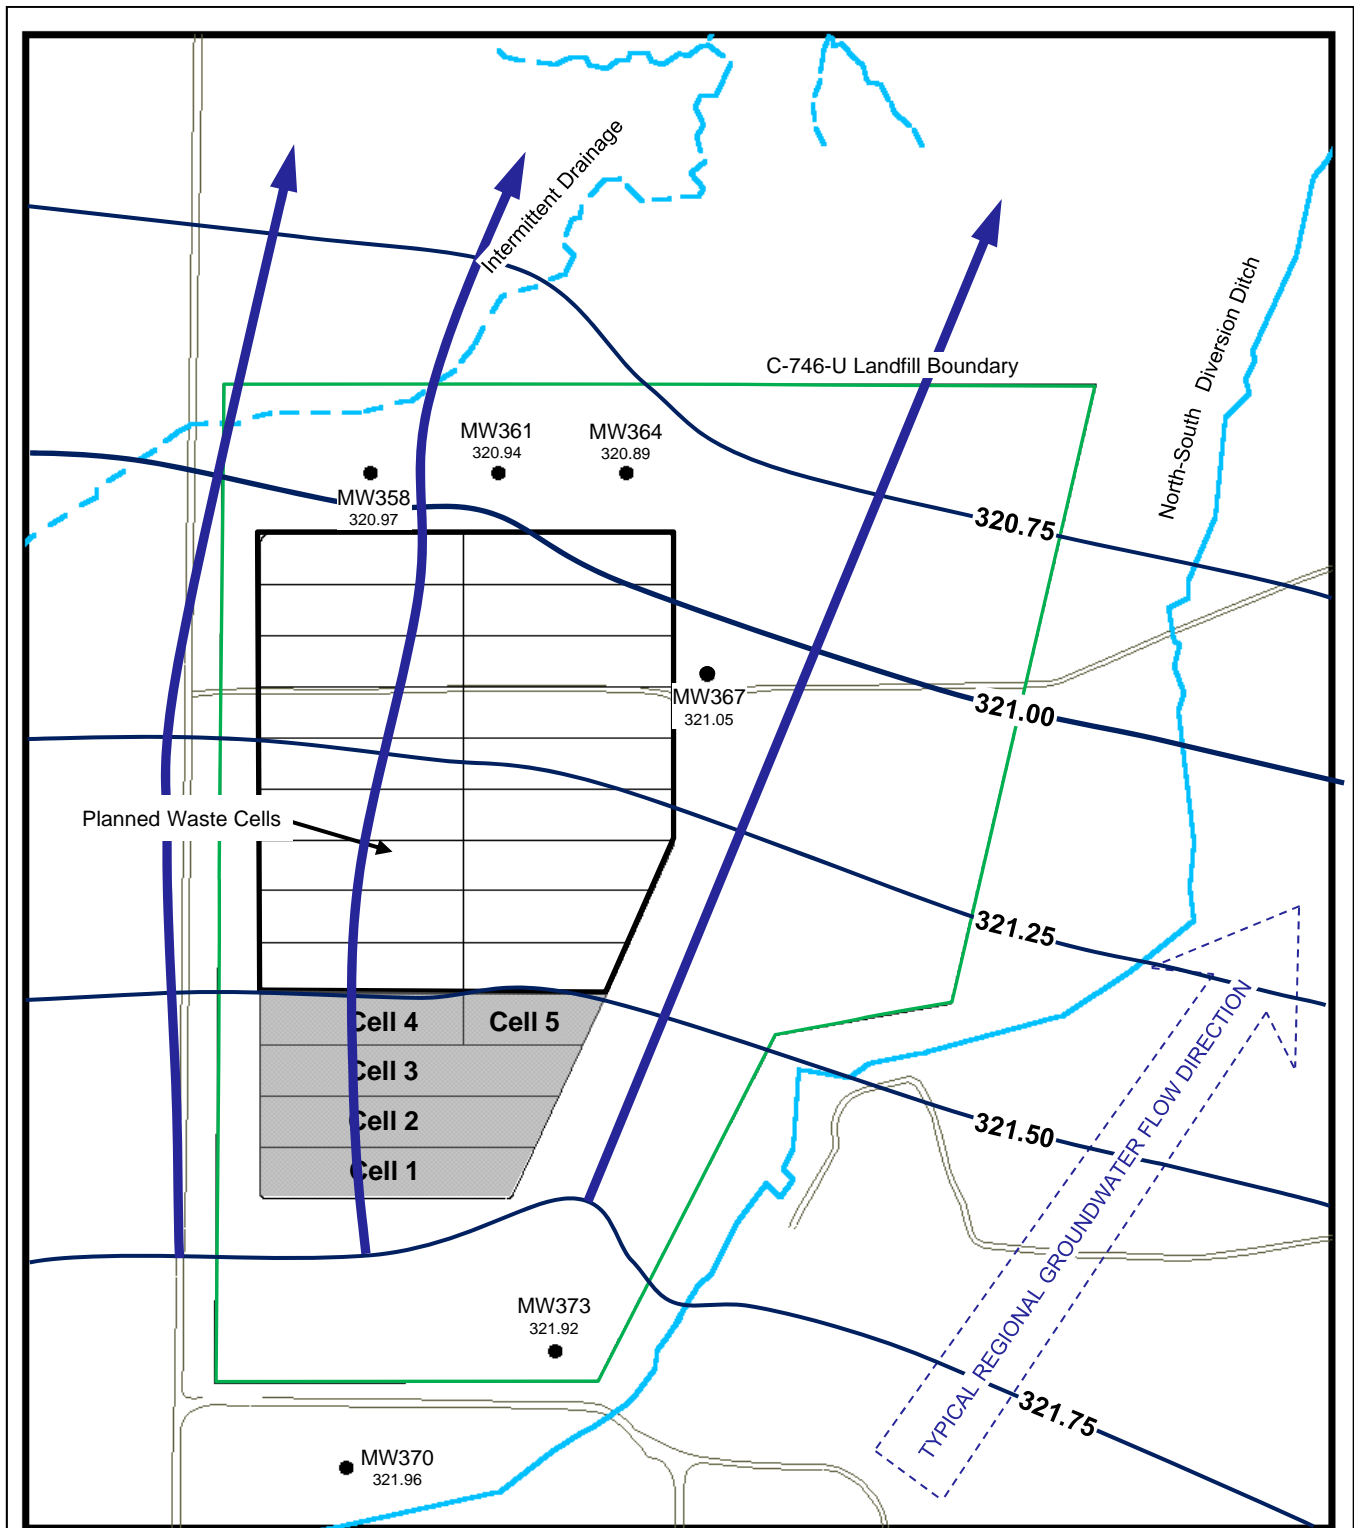 Intermittent Drainage
North-South Diversion Ditch
C-746-U Landfill Boundary
MW361
320.94
MW364
320.89
MW358
320.97
320.75
MW367
321.05
321.00
Planned Waste Cells
321.25
Cell 4
Cell 5
Cell 3
Cell 2
Cell 1
321.50
TYPICAL REGIONAL GROUNDWATER FLOW DIRECTION
MW373
321.92
321.75
MW370
321.96